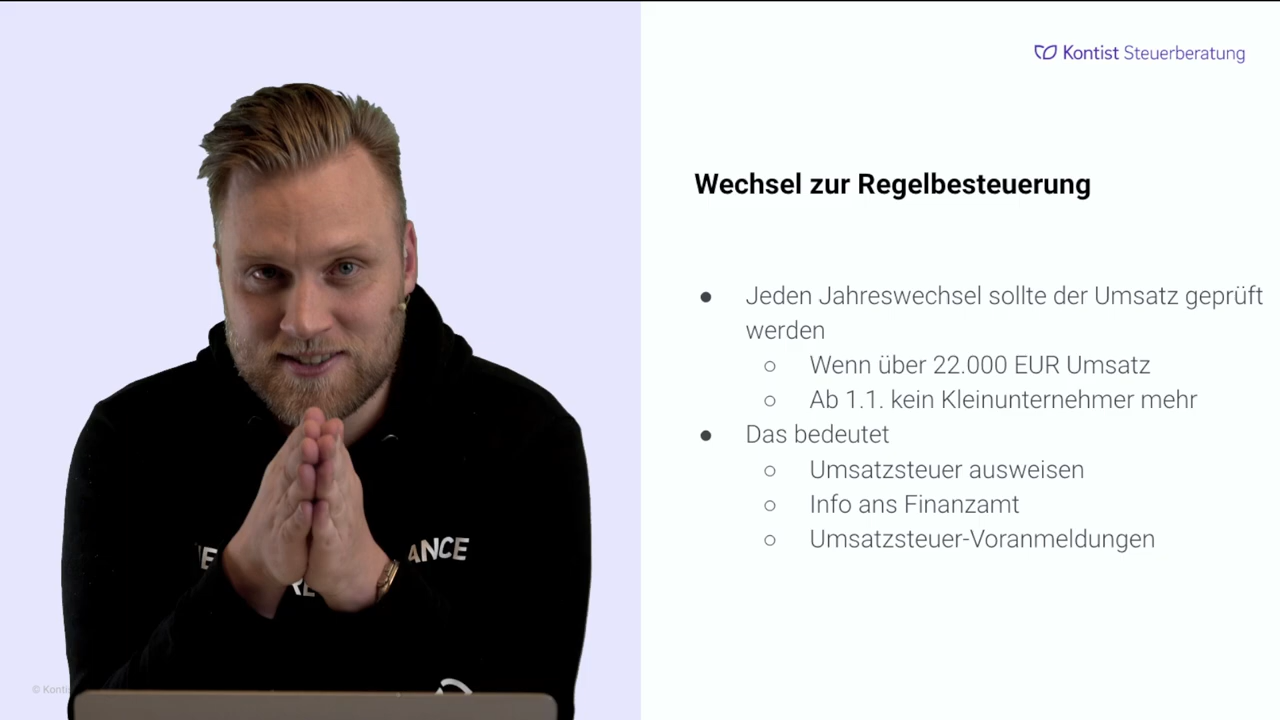 Kontist Steuerberatung
Wechsel zur Regelbesteuerung
● Jeden Jahreswechsel sollte der Umsatz geprüft
werden
○ Wenn über 22.000 EUR Umsatz
○ Ab 1.1. kein Kleinunternehmer mehr
● Das bedeutet
○ Umsatzsteuer ausweisen
○ Info ans Finanzamt
○ Umsatzsteuer-Voranmeldungen